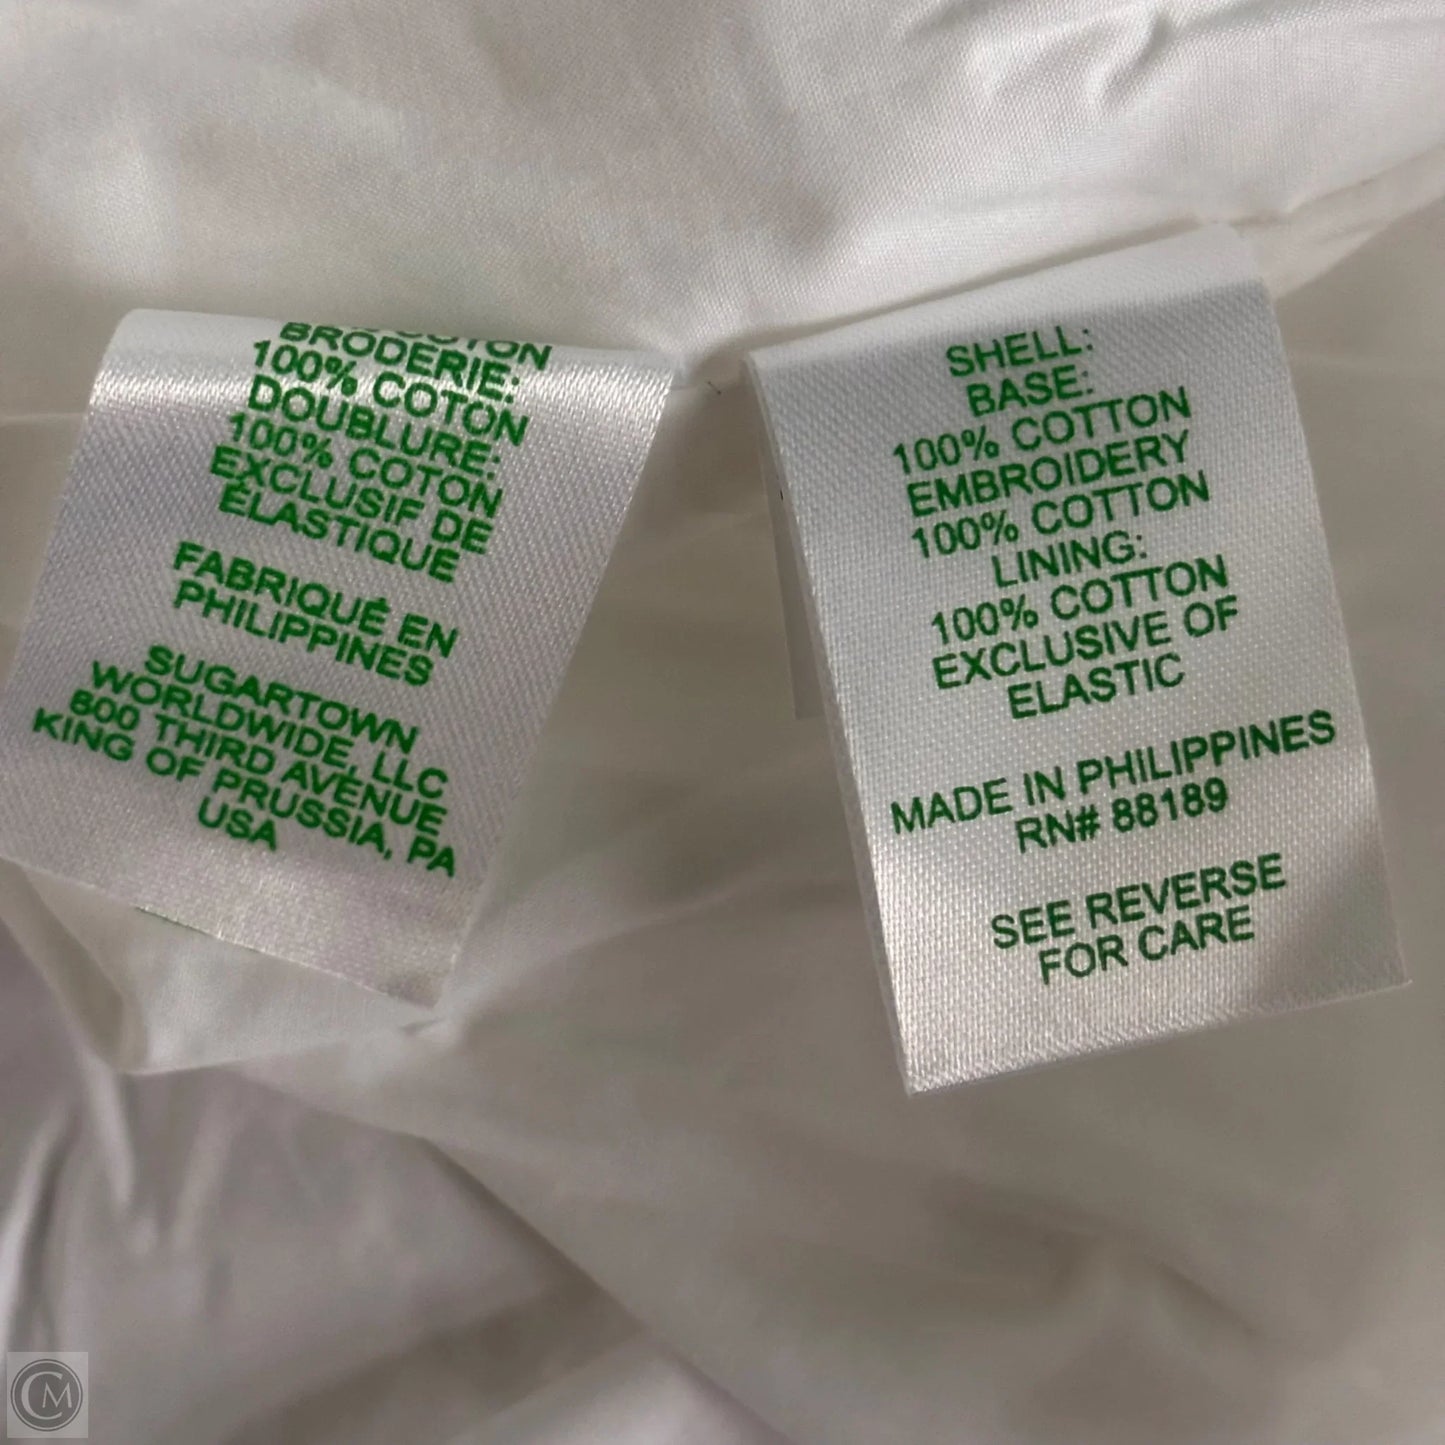 COTON
BRODERIE:
100% COTON
DOUBLURE:
100% COTON
EXCLUSIF DE
ÉLASTIQUE
FABRIQUÉ EN
PHILIPPINES
SUGARTOWN
WORLDWIDE, LLC
800 THIRD AVENUE
KING OF PRUSSIA, PA
USA
SHELL:
BASE:
100% COTTON
EMBROIDERY
100% COTTON
LINING:
100% COTTON
EXCLUSIVE OF
ELASTIC
MADE IN PHILIPPINES
RN# 88189
SEE REVERSE
FOR CARE
CM